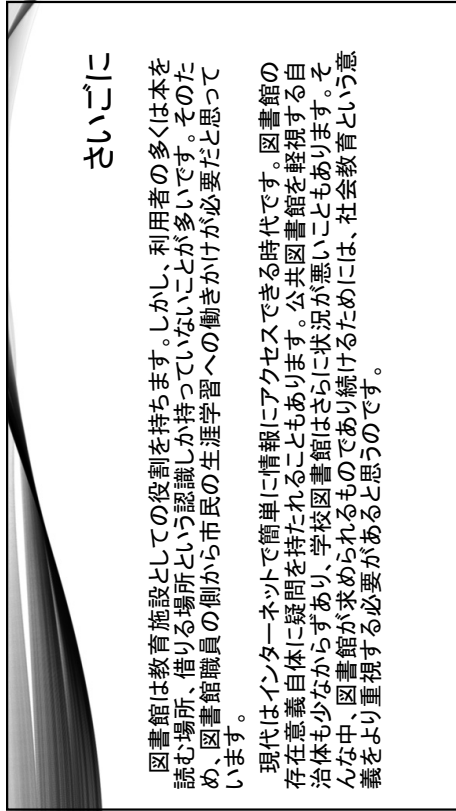 さいごに
図書館は教育施設としての役割を持ちます。しかし、利用者の多くは本を
読む場所、借りる場所という認識しか持っていないことが多いです。そのた
め、図書館職員の側から市民の生涯学習への働きかけが必要だと思って
います。
現代はインターネットで簡単に情報にアクセスできる時代です。図書館の
存在意義自体に疑問を持たれることもあります。公共図書館を軽視する自
治体も少なからずあり、学校図書館はさらに状況が悪いこともあります。そ
んな中、図書館が求められるものであり続けるためには、社会教育という意
義をより重視する必要があると思うのです。